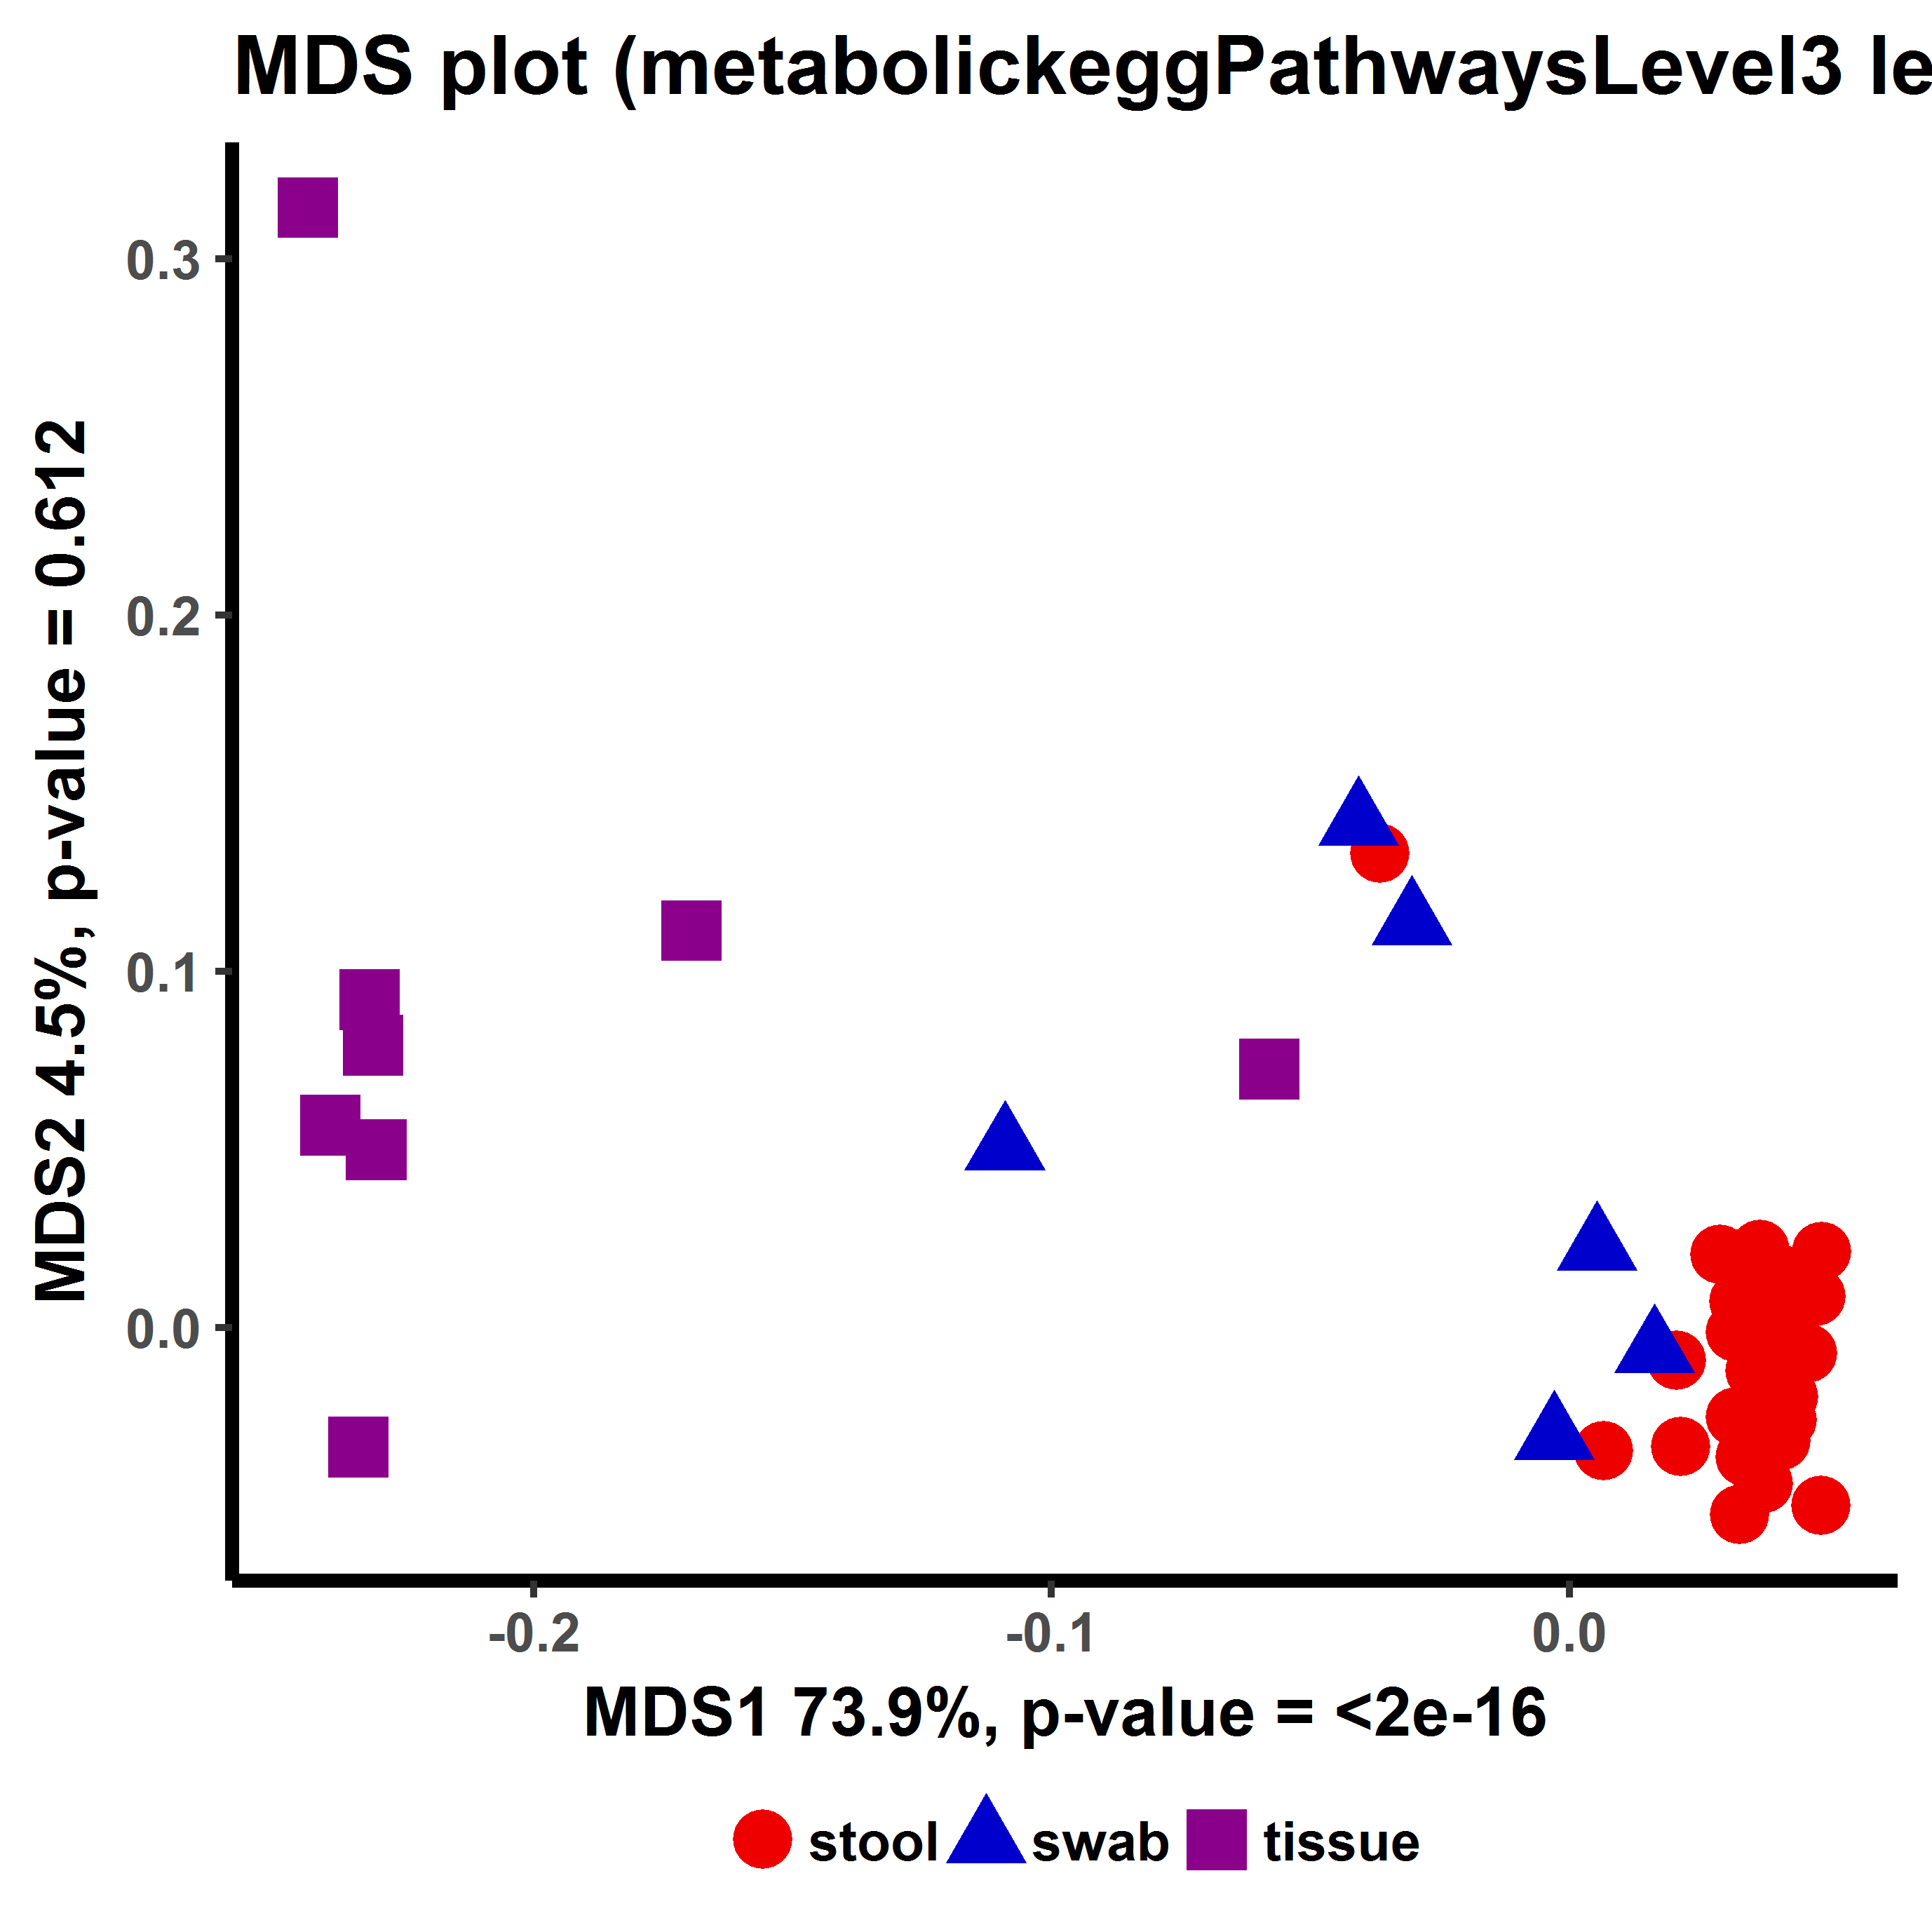 MDS plot (metabolickeggPathwaysLevel3 le
MDS2 4.5%, p-value = 0.612
0.3
0.2
0.1
0.0
-0.2 -0.1 0.0
MDS1 73.9%, p-value = <2e-16
stool swab tissue